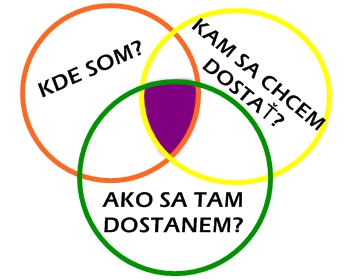 KDE SOM?
KAM SA CHCEM
DOSTAŤ?
AKO SA TAM
DOSTANEM?